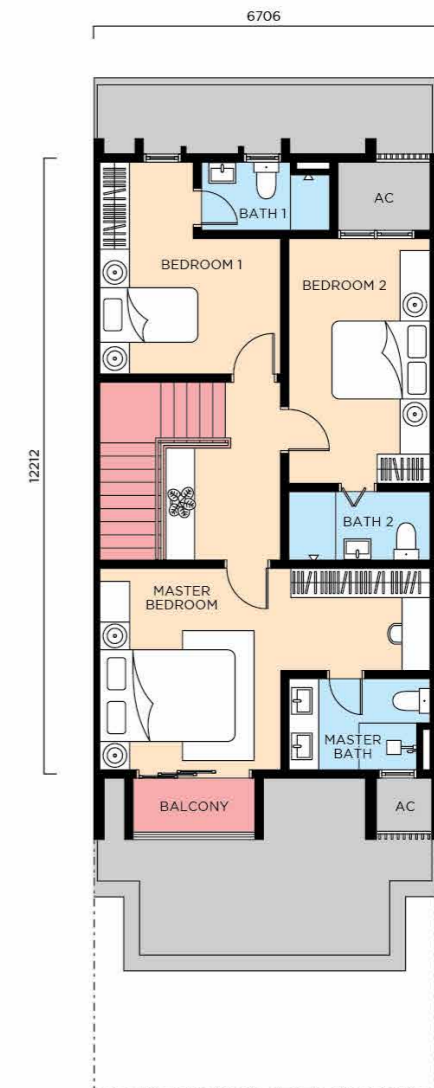 6706
AC
BATH 1
BEDROOM 1
BEDROOM 2
12212
BATH 2
MASTER
BEDROOM
MASTER
BATH
BALCONY
AC